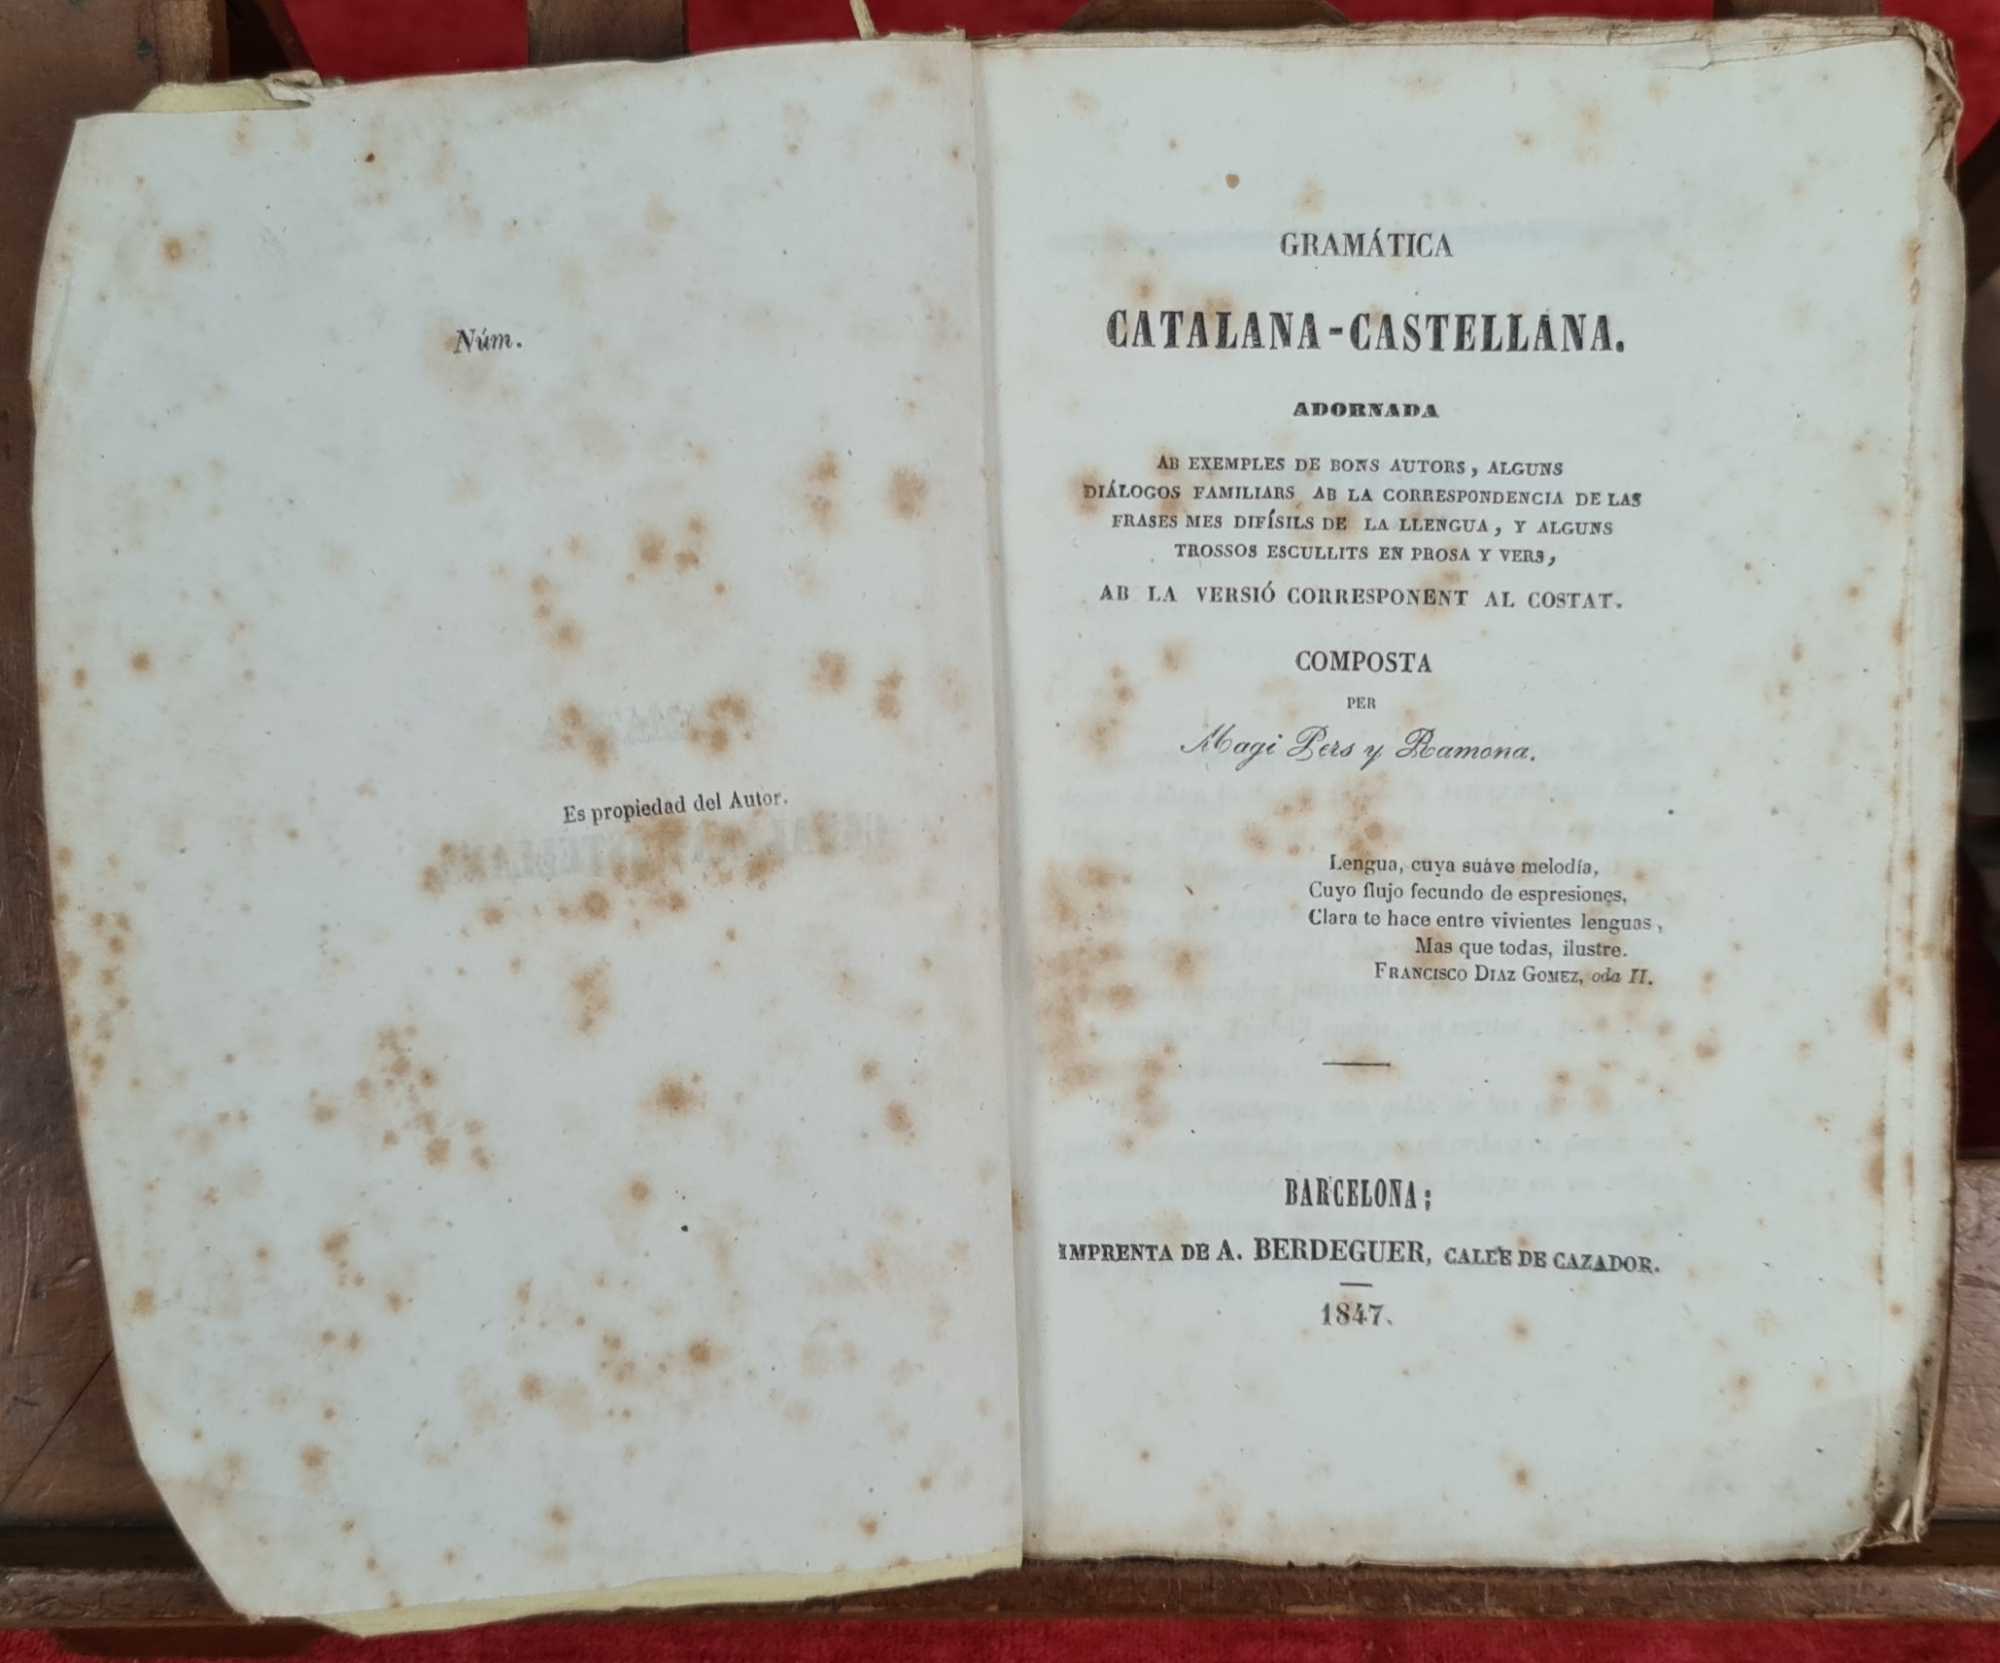 Núm.
Es propiedad del Autor.
GRAMÁTICA
CATALANA-CASTELLANA.
ADORNADA
AB EXEMPLES DE BONS AUTORS, ALGUNS
DIÁLOGOS FAMILIARS AB LA CORRESPONDENCIA DE LAS
FRASES MES DIFÍSILS DE LA LLENGUA, Y ALGUNS
TROSSOS ESCULLITS EN PROSA Y VERS,
AB LA VERSIÓ CORRESPONENT AL COSTAT.
COMPOSTA
PER
Magi Pers y Ramona.
Lengua, cuya suáve melodía,
Cuyo flujo fecundo de espresiones,
Clara te hace entre vivientes lenguas,
Mas que todas, ilustre.
FRANCISCO DIAZ GOMEZ, oda II.
BARCELONA;
IMPRENTA DE A. BERDEGUER, CALLE DE CAZADOR.
1847.